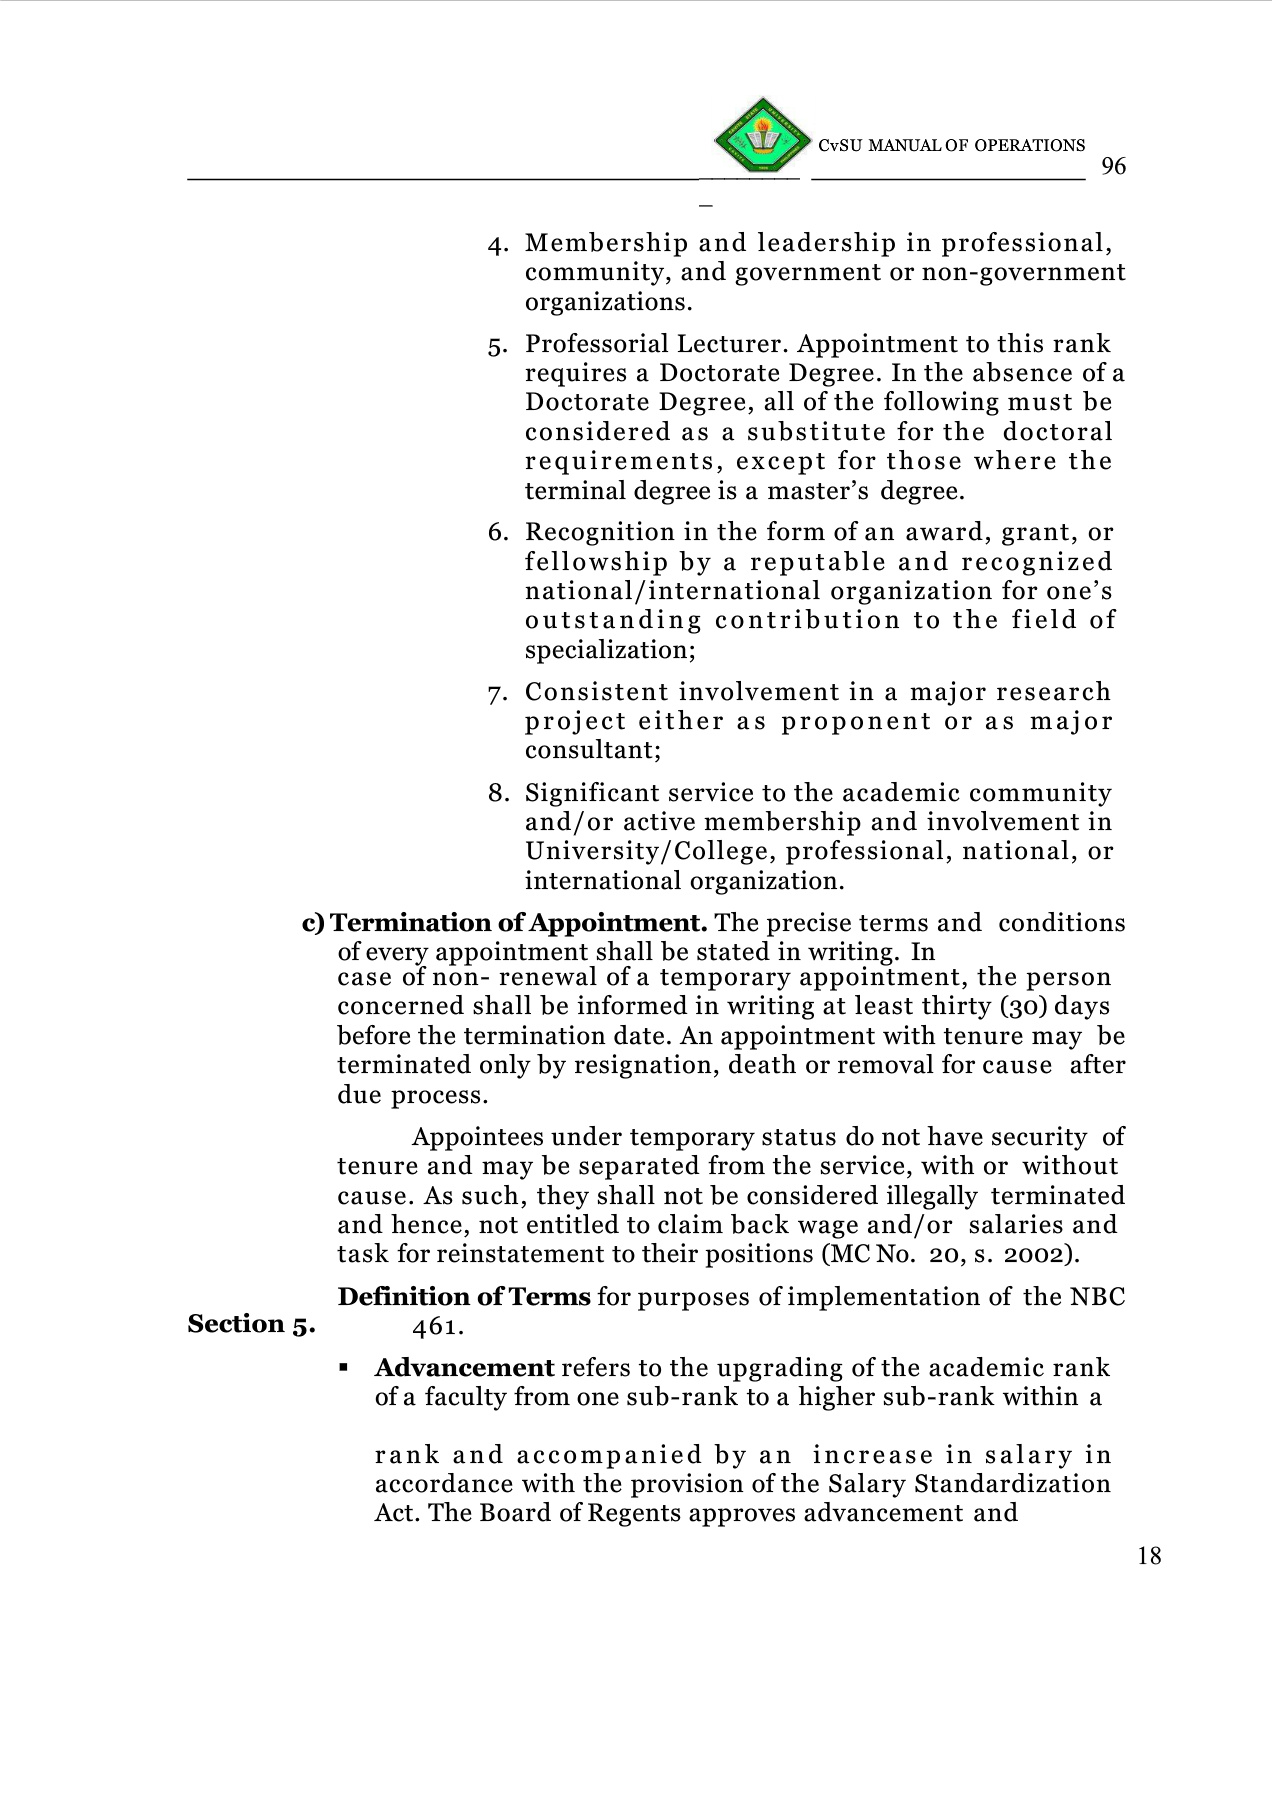 CvSU MANUAL OF OPERATIONS
96
4. Membership and leadership in professional,
community, and government or non-government
organizations.
5. Professorial Lecturer. Appointment to this rank
requires a Doctorate Degree. In the absence of a
Doctorate Degree, all of the following must be
considered as a substitute for the doctoral
requirements, except for those where the
terminal degree is a master’s degree.
6. Recognition in the form of an award, grant, or
fellowship by a reputable and recognized
national/international organization for one’s
outstanding contribution to the field of
specialization;
7. Consistent involvement in a major research
project either as proponent or as major
consultant;
8. Significant service to the academic community
and/or active membership and involvement in
University/College, professional, national, or
international organization.
c) Termination of Appointment. The precise terms and conditions
of every appointment shall be stated in writing. In
case of non- renewal of a temporary appointment, the person
concerned shall be informed in writing at least thirty (30) days
before the termination date. An appointment with tenure may be
terminated only by resignation, death or removal for cause after
due process.
Appointees under temporary status do not have security of
tenure and may be separated from the service, with or without
cause. As such, they shall not be considered illegally terminated
and hence, not entitled to claim back wage and/or salaries and
task for reinstatement to their positions (MC No. 20, s. 2002).
Definition of Terms for purposes of implementation of the NBC
Section 5. 461.
▪ Advancement refers to the upgrading of the academic rank
of a faculty from one sub-rank to a higher sub-rank within a
rank and accompanied by an increase in salary in
accordance with the provision of the Salary Standardization
Act. The Board of Regents approves advancement and
18